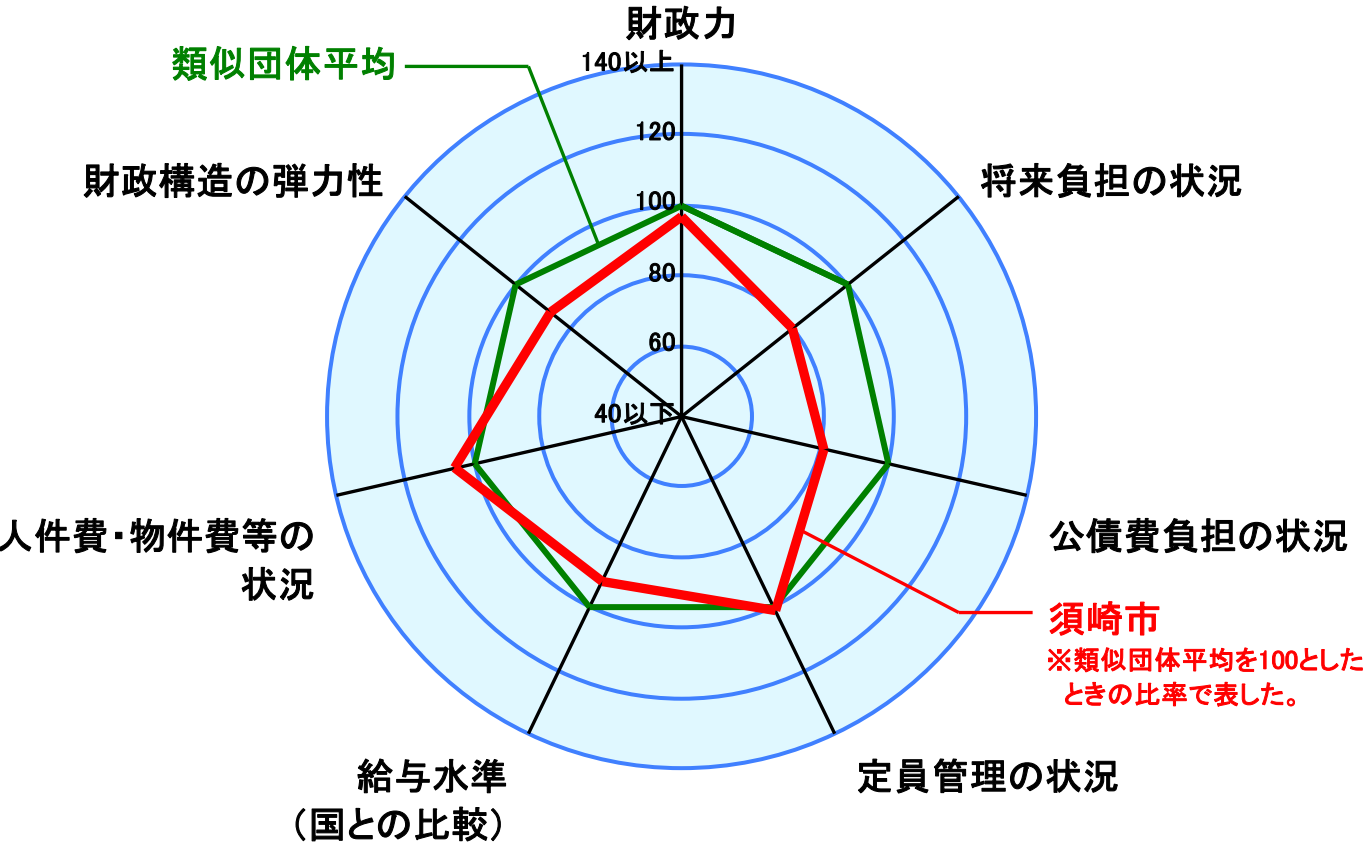 財政力
類似団体平均
140以上
120
100
80
60
40以下
財政構造の弾力性
将来負担の状況
人件費・物件費等の
状況
公債費負担の状況
須崎市
※類似団体平均を100とした
ときの比率で表した。
給与水準
（国との比較）
定員管理の状況